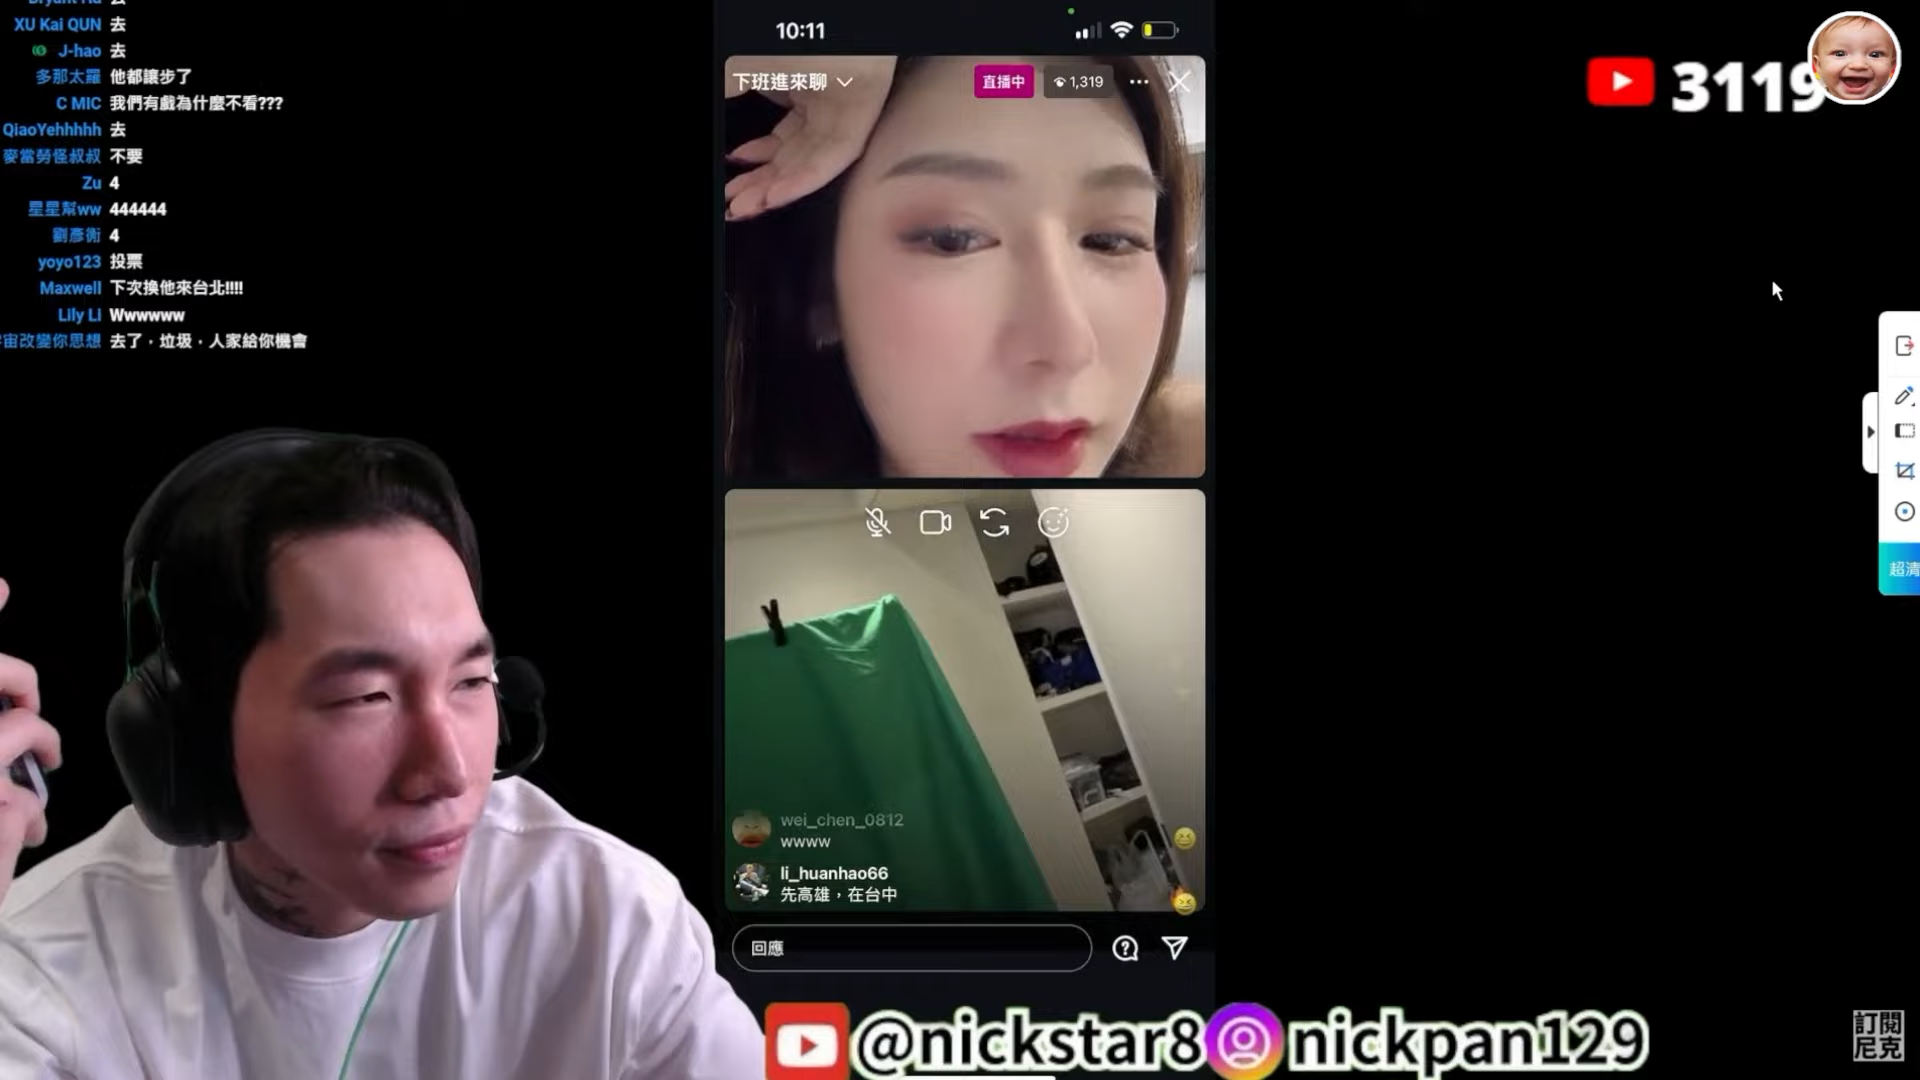 XU Kai QUN 去
J-hao 去
多那太羅 他都讓步了
C MIC 我們有戲為什麼不看???
QiaoYehhhhh 去
麥當勞怪叔叔 不要
Zu 4
星星幫ww 444444
劉彥衡 4
yoyo123 投票
Maxwell 下次換他來台北!!!!
Lily Li Wwwwww
宙改變你思想 去了，垃圾，人家給你機會
10:11
下班進來聊
直播中
1,319
3119
超清
wei_chen_0812
wwww
li_huanhao66
先高雄，在台中
回應
@nickstar8
nickpan129
訂閱
尼克